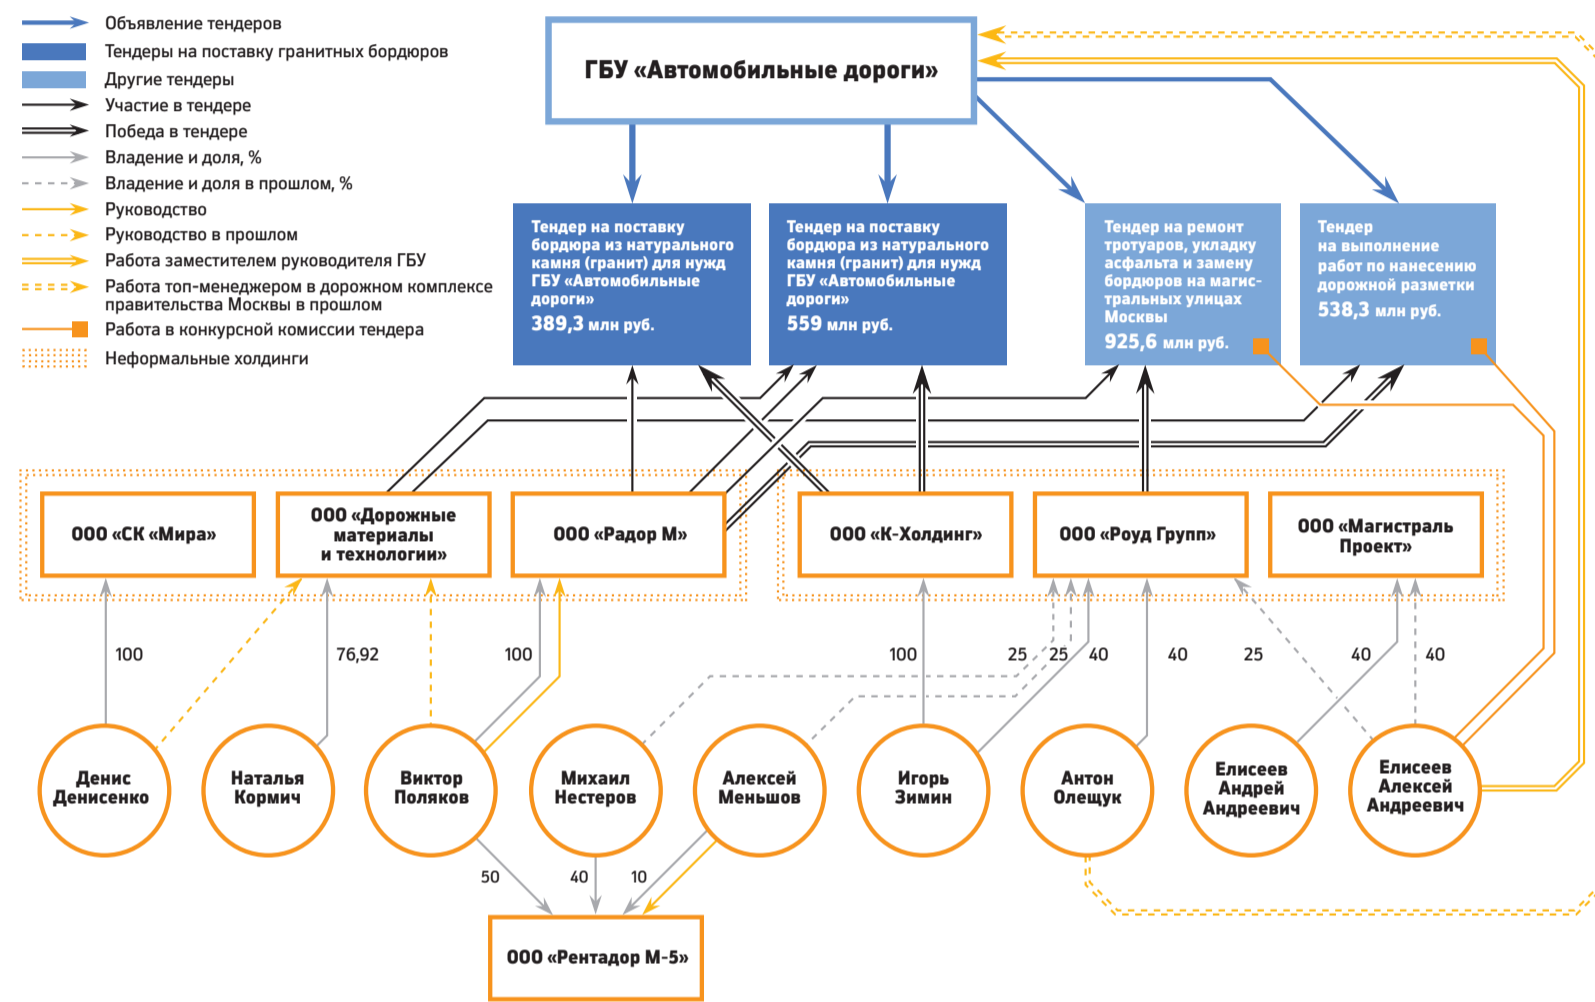 Объявление тендеров
Тендеры на поставку гранитных бордюров
Другие тендеры
Участие в тендере
Победа в тендере
Владение и доля, %
Владение и доля в прошлом, %
Руководство
Руководство в прошлом
Работа заместителем руководителя ГБУ
Работа топ-менеджером в дорожном комплексе
правительства Москвы в прошлом
Работа в конкурсной комиссии тендера
Неформальные холдинги
ГБУ «Автомобильные дороги»
Тендер на поставку
бордюра из натурального
камня (гранит) для нужд
ГБУ «Автомобильные
дороги»
389,3 млн руб.
Тендер на поставку
бордюра из натурального
камня (гранит) для нужд
ГБУ «Автомобильные
дороги»
559 млн руб.
Тендер на ремонт
тротуаров, укладку
асфальта и замену
бордюров на магис-
тральных улицах
Москвы
925,6 млн руб.
Тендер
на выполнение
работ по нанесению
дорожной разметки
538,3 млн руб.
ООО «СК «Мира»
ООО «Дорожные
материалы
и технологии»
ООО «Радор М»
ООО «К-Холдинг»
ООО «Роуд Групп»
ООО «Магистраль
Проект»
100
76,92
100
100
25
25
40
40
25
40
40
Денис
Денисенко
Наталья
Кормич
Виктор
Поляков
Михаил
Нестеров
Алексей
Меньшов
Игорь
Зимин
Антон
Олещук
Елисеев
Андрей
Андреевич
Елисеев
Алексей
Андреевич
50
40
10
ООО «Рентадор М-5»